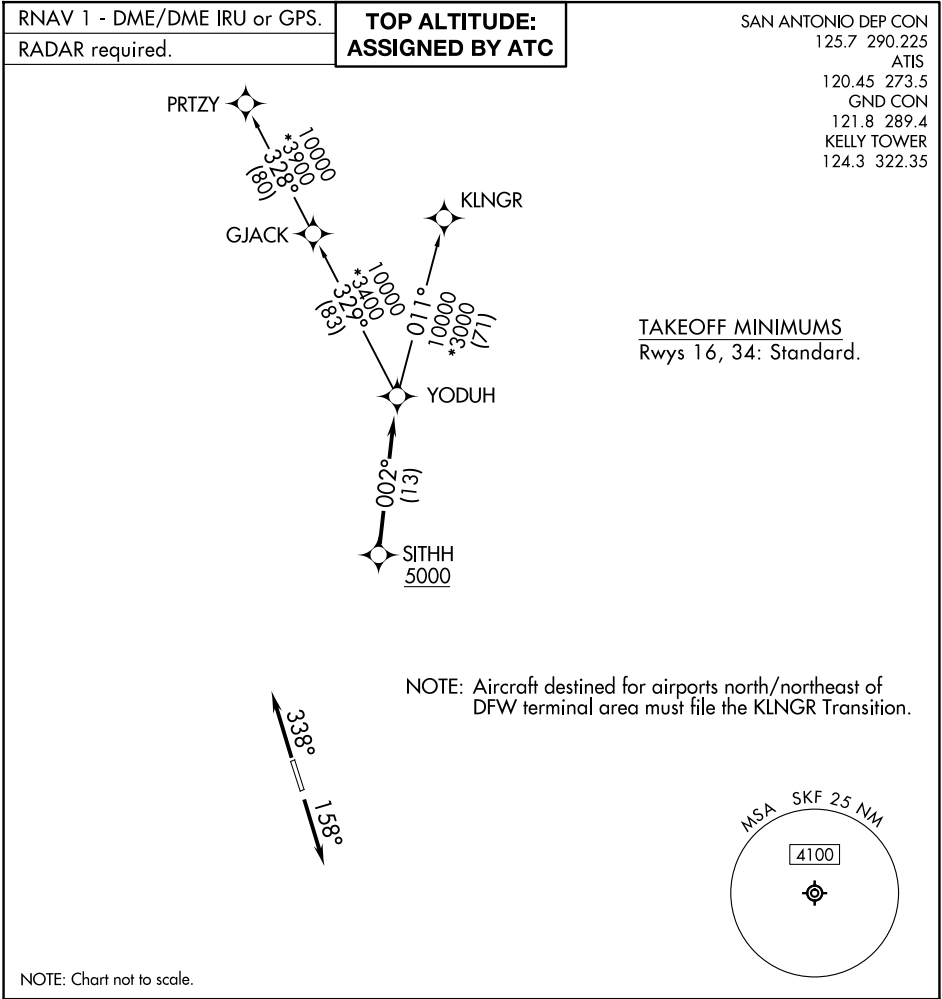 RNAV 1 - DME/DME IRU or GPS.
RADAR required.
TOP ALTITUDE:
ASSIGNED BY ATC
SAN ANTONIO DEP CON
125.7 290.225
ATIS
120.45 273.5
GND CON
121.8 289.4
KELLY TOWER
124.3 322.35
PRTZY
10000
*3900
328°
(80)
KLNGR
GJACK
10000
*3400
329°
(83)
011°
10000
*3000
(71)
TAKEOFF MINIMUMS
Rwys 16, 34: Standard.
YODUH
002°
(13)
SITHH
5000
NOTE: Aircraft destined for airports north/northeast of
DFW terminal area must file the KLNGR Transition.
338°
158°
MSA SKF 25 NM
4100
NOTE: Chart not to scale.